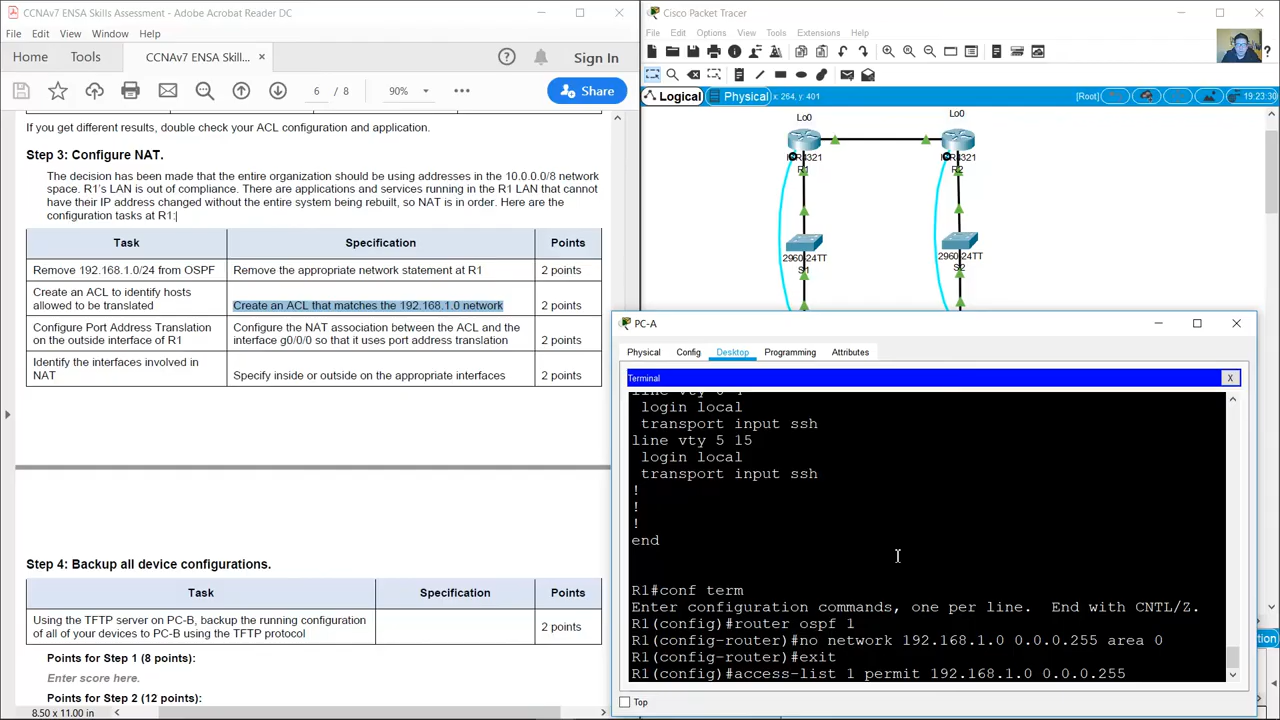 CCNAv7 ENSA Skills Assessment - Adobe Acrobat Reader DC
File Edit View Window Help
Home Tools CCNAv7 ENSA Skill... × Sign In
6 / 8 90% Share
If you get different results, double check your ACL configuration and application.
Step 3: Configure NAT.
The decision has been made that the entire organization should be using addresses in the 10.0.0.0/8 network
space. R1's LAN is out of compliance. There are applications and services running in the R1 LAN that cannot
have their IP address changed without the entire system being rebuilt, so NAT is in order. Here are the
configuration tasks at R1:
Task Specification Points
Remove 192.168.1.0/24 from OSPF Remove the appropriate network statement at R1 2 points
Create an ACL to identify hosts
allowed to be translated
Create an ACL that matches the 192.168.1.0 network 2 points
Configure Port Address Translation
on the outside interface of R1
Configure the NAT association between the ACL and the
interface g0/0/0 so that it uses port address translation 2 points
Identify the interfaces involved in
NAT
Specify inside or outside on the appropriate interfaces 2 points
Step 4: Backup all device configurations.
Task Specification Points
Using the TFTP server on PC-B, backup the running configuration
of all of your devices to PC-B using the TFTP protocol
2 points
Points for Step 1 (8 points):
Enter here.
Points for Step 2 (12 points):
8.50 x 11.00 in
Cisco Packet Tracer
File Edit Options View Tools Extensions Help
Logical Physical x: 264, y: 401 [Root] 19:23:30
Lo0 Lo0
R1 R2
2960-24TT
S1
2960-24TT
S2
PC-A
Physical Config Desktop Programming Attributes
Terminal X
login local
transport input ssh
line vty 5 15
login local
transport input ssh
!
!
!
end
R1#conf term
Enter configuration commands, one per line. End with CNTL/Z.
R1(config)#router ospf 1
R1(config-router)#no network 192.168.1.0 0.0.0.255 area 0
R1(config-router)#exit
R1(config)#access-list 1 permit 192.168.1.0 0.0.0.255
Top